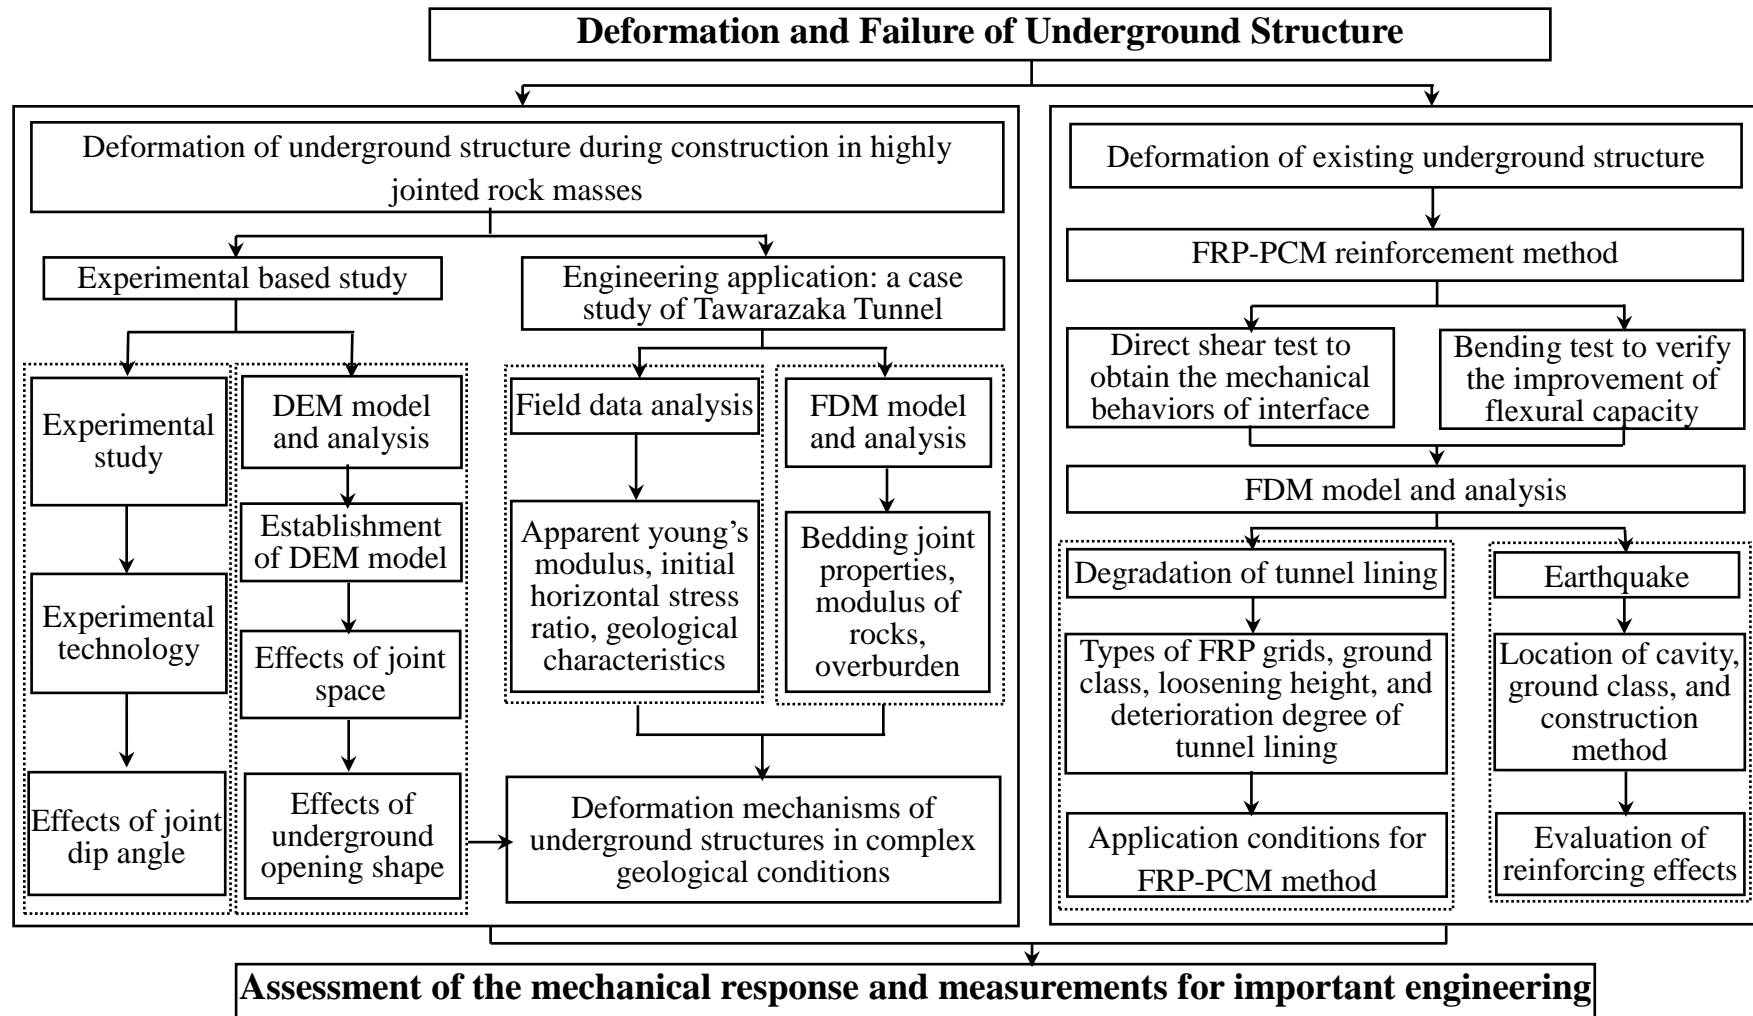 Deformation and Failure of Underground Structure
Deformation of underground structure during construction in highly
jointed rock masses
Experimental based study
Engineering application: a case
study of Tawarazaka Tunnel
Experimental
study
Experimental
technology
Effects of joint
dip angle
DEM model
and analysis
Establishment
of DEM model
Effects of joint
space
Effects of
underground
opening shape
Field data analysis
Apparent young’s
modulus, initial
horizontal stress
ratio, geological
characteristics
FDM model
and analysis
Bedding joint
properties,
modulus of
rocks,
overburden
Deformation mechanisms of
underground structures in complex
geological conditions
Deformation of existing underground structure
FRP-PCM reinforcement method
Direct shear test to
obtain the mechanical
behaviors of interface
Bending test to verify
the improvement of
flexural capacity
FDM model and analysis
Degradation of tunnel lining
Types of FRP grids, ground
class, loosening height, and
deterioration degree of
tunnel lining
Application conditions for
FRP-PCM method
Earthquake
Location of cavity,
ground class, and
construction
method
Evaluation of
reinforcing effects
Assessment of the mechanical response and measurements for important engineering